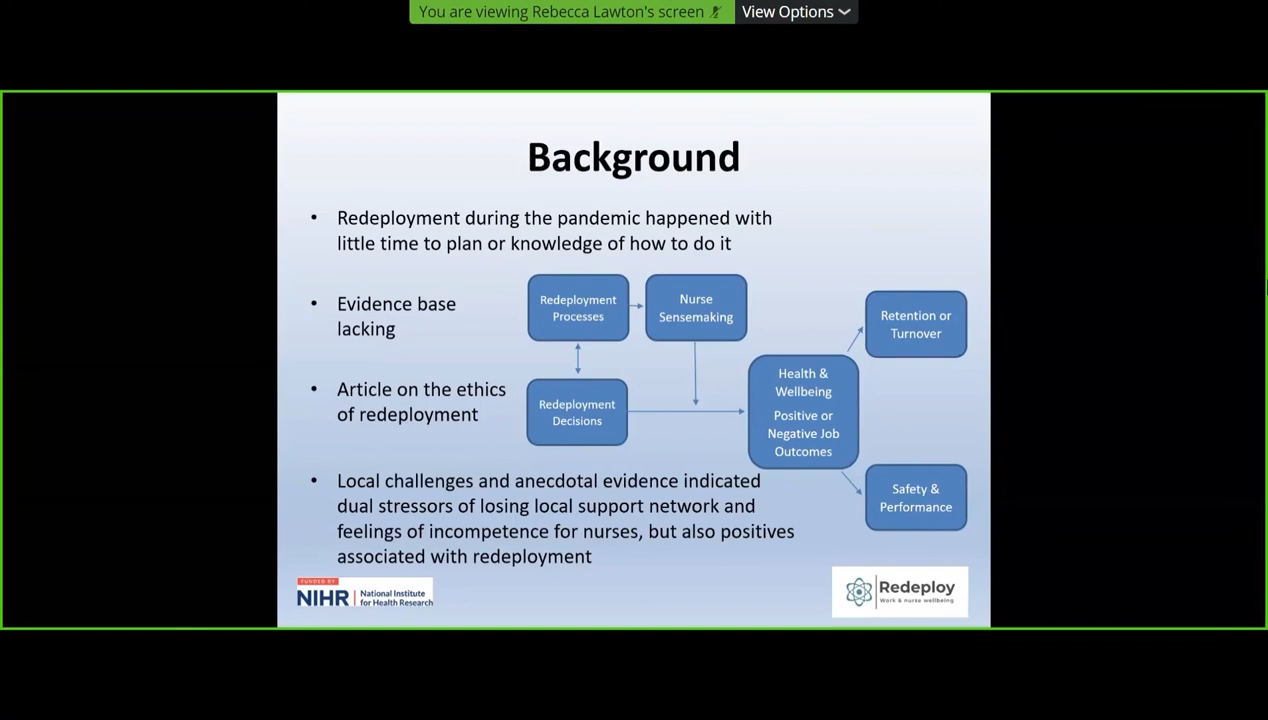 You are viewing Rebecca Lawton's screen
View Options
Background
• Redeployment during the pandemic happened with
little time to plan or knowledge of how to do it
• Evidence base
lacking
• Article on the ethics
of redeployment
Redeployment
Processes
Nurse
Sensemaking
Redeployment
Decisions
Health &
Wellbeing
Positive or
Negative Job
Outcomes
Retention or
Turnover
Safety &
Performance
• Local challenges and anecdotal evidence indicated
dual stressors of losing local support network and
feelings of incompetence for nurses, but also positives
associated with redeployment
FUNDED BY
NIHR | National Institute
for Health Research
Redeploy
Work & nurse wellbeing